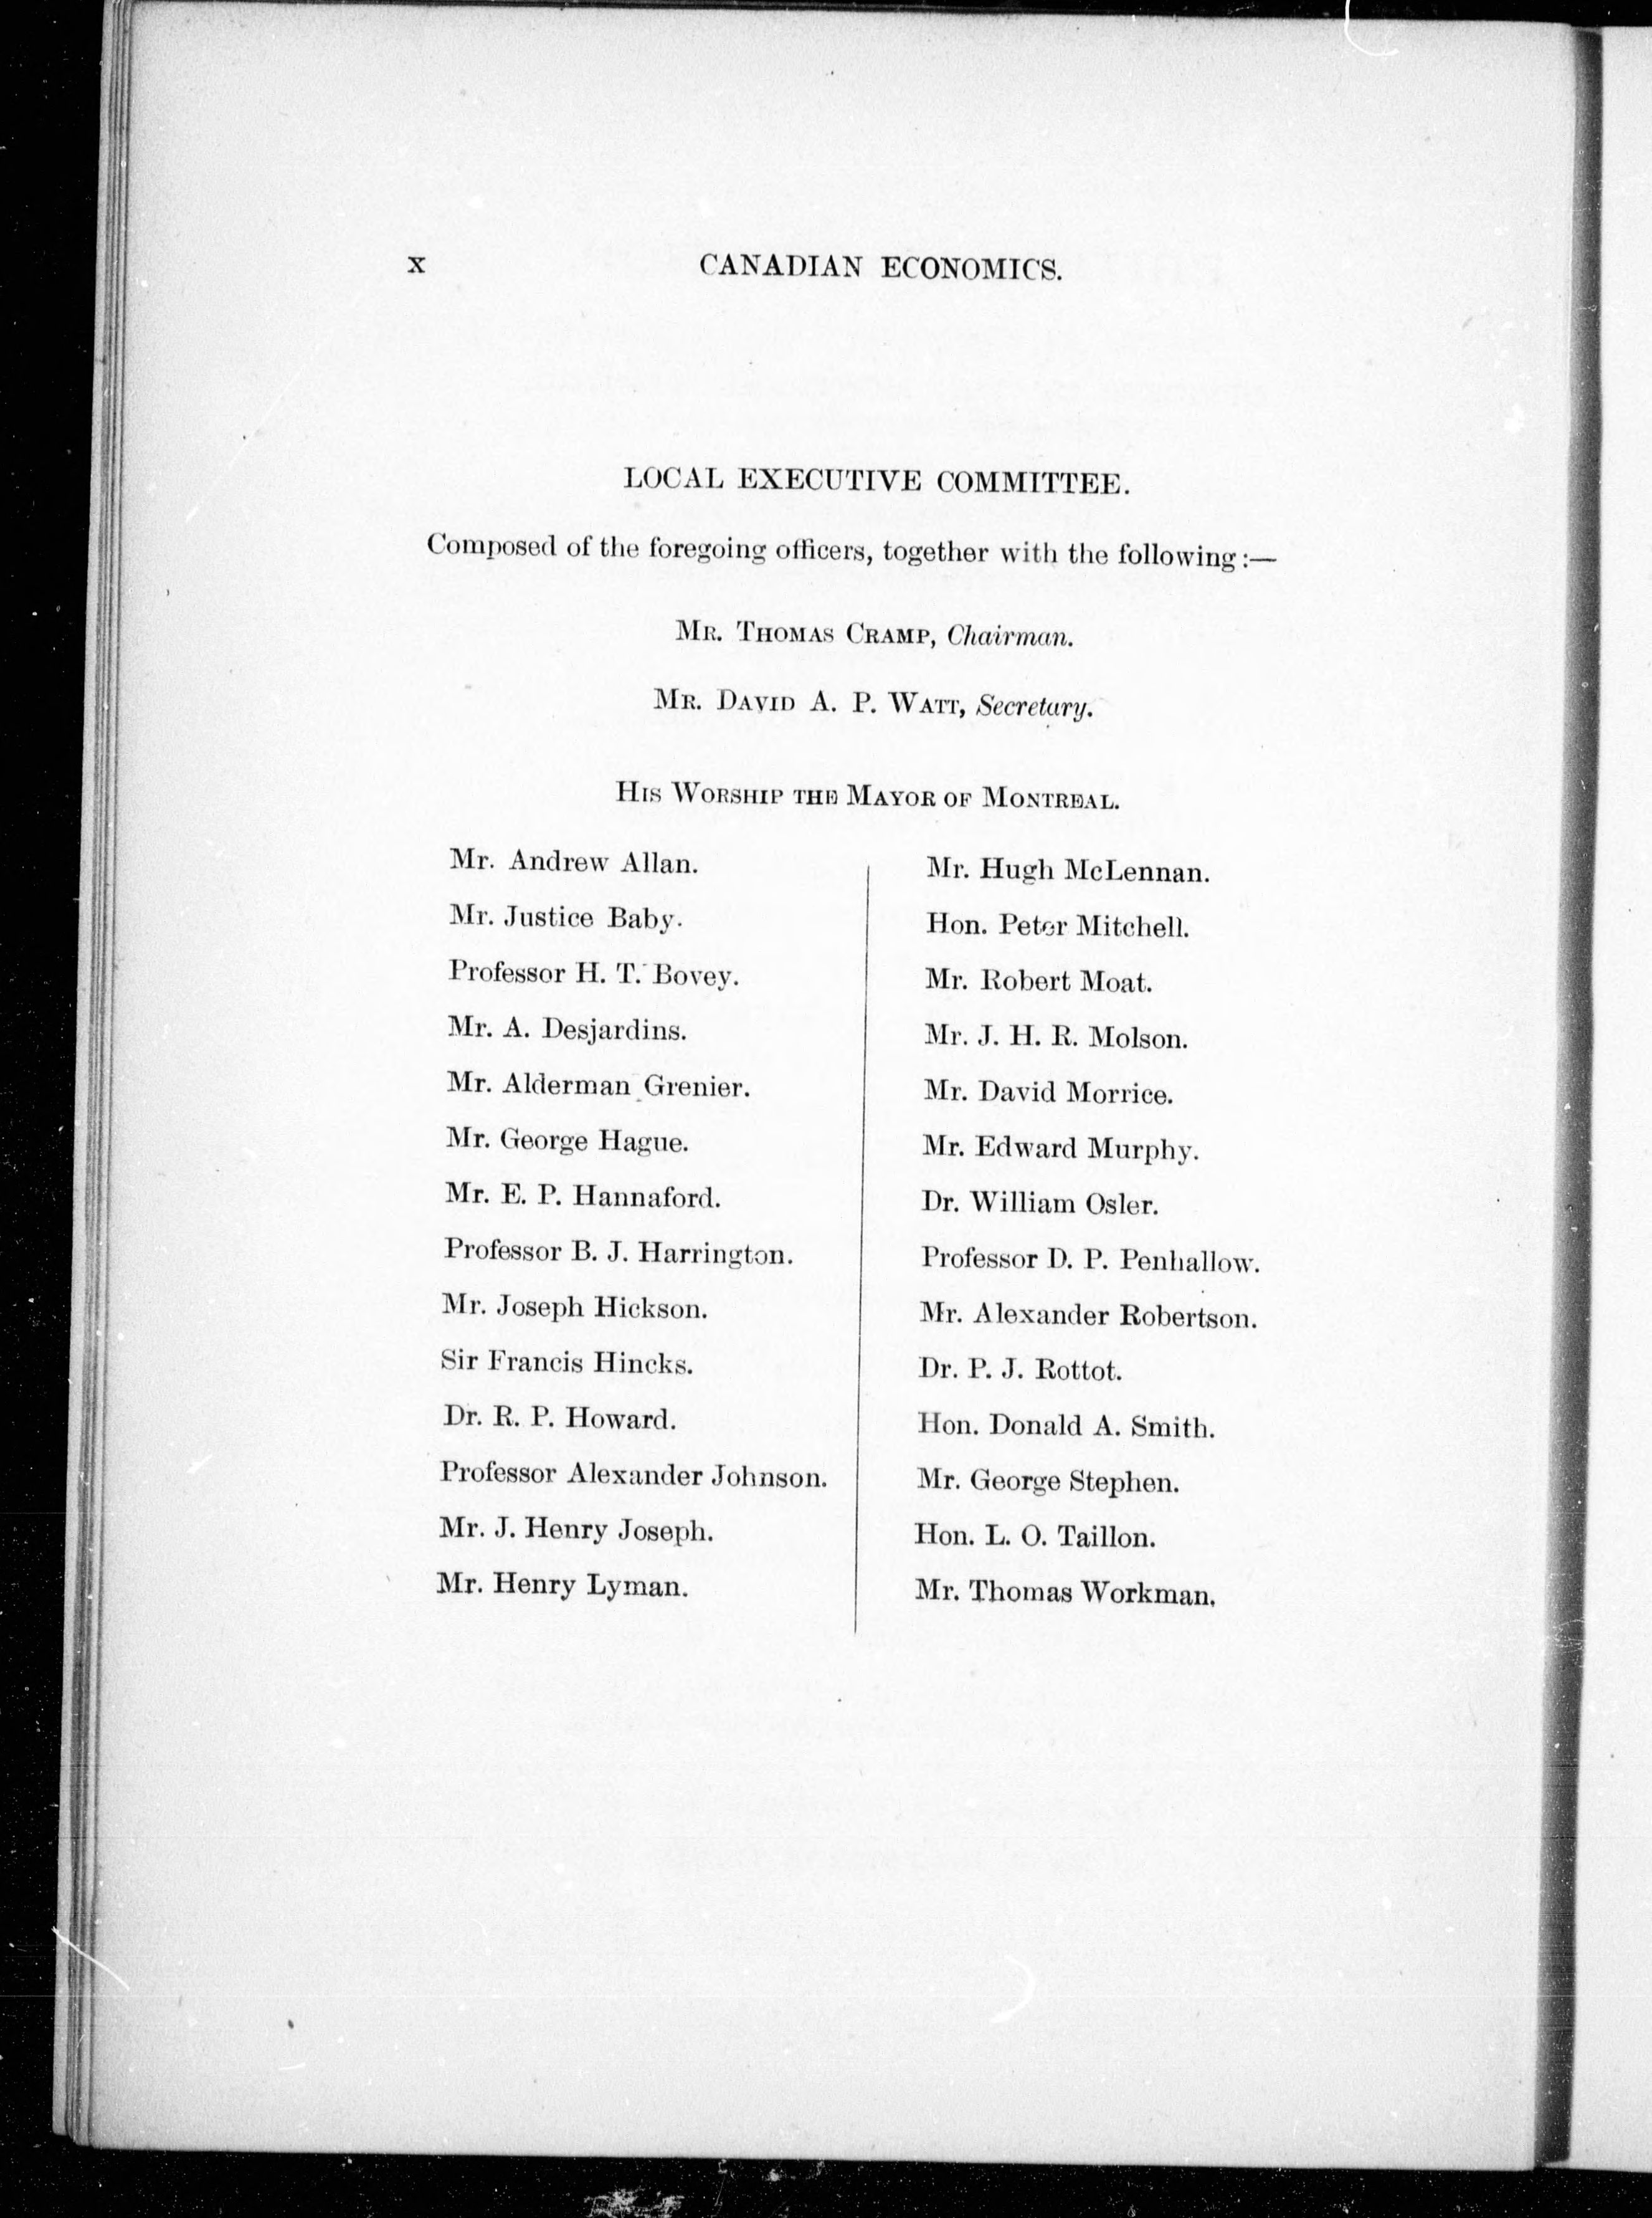 x CANADIAN ECONOMICS.
LOCAL EXECUTIVE COMMITTEE.
Composed of the foregoing officers, together with the following:—
MR. THOMAS CRAMP, Chairman.
MR. DAVID A. P. WATT, Secretary.
HIS WORSHIP THE MAYOR OF MONTREAL.
Mr. Andrew Allan.
Mr. Justice Baby.
Professor H. T. Bovey.
Mr. A. Desjardins.
Mr. Alderman Grenier.
Mr. George Hague.
Mr. E. P. Hannaford.
Professor B. J. Harrington.
Mr. Joseph Hickson.
Sir Francis Hincks.
Dr. R. P. Howard.
Professor Alexander Johnson.
Mr. J. Henry Joseph.
Mr. Henry Lyman.
Mr. Hugh McLennan.
Hon. Peter Mitchell.
Mr. Robert Moat.
Mr. J. H. R. Molson.
Mr. David Morrice.
Mr. Edward Murphy.
Dr. William Osler.
Professor D. P. Penhallow.
Mr. Alexander Robertson.
Dr. P. J. Rottot.
Hon. Donald A. Smith.
Mr. George Stephen.
Hon. L. O. Taillon.
Mr. Thomas Workman.